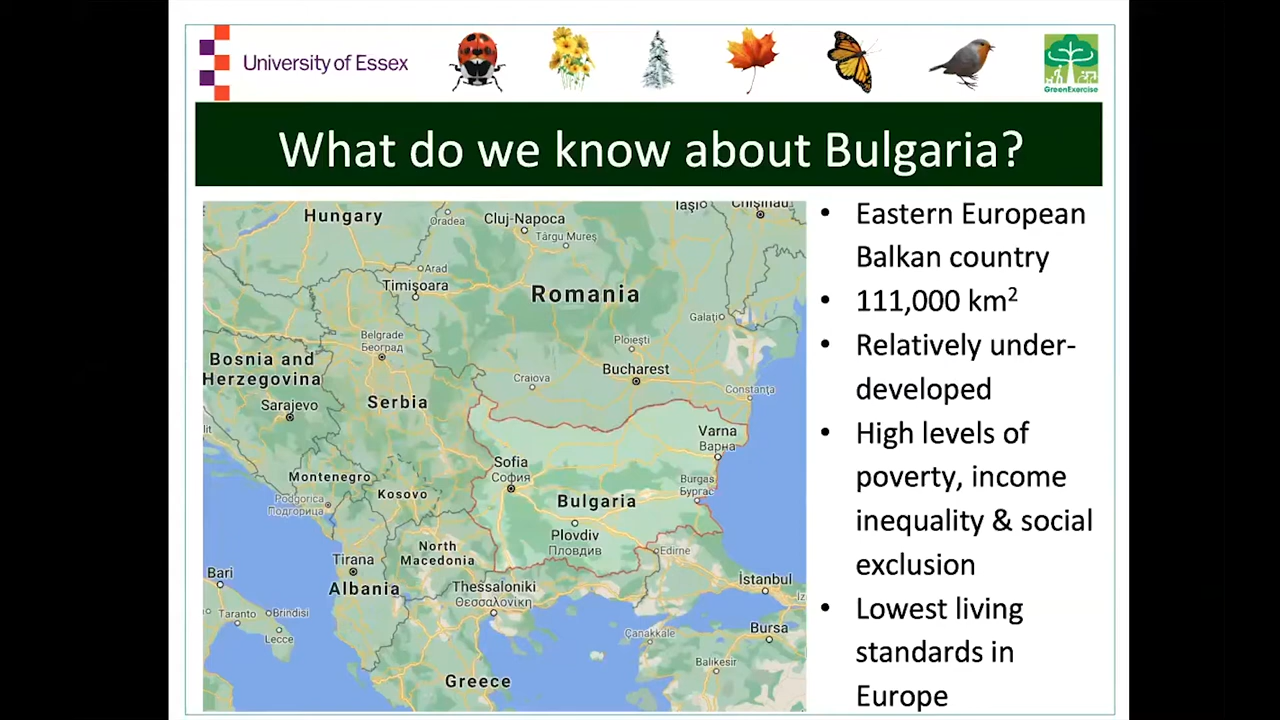 University of Essex
GreenExercise
What do we know about Bulgaria?
Hungary
Oradea
Cluj-Napoca
Târgu Mureș
Iași
Chișinău
Arad
Timișoara
Romania
Galați
Belgrade
Београд
Ploiești
Bosnia and
Herzegovina
Bucharest
Craiova
Constanța
Sarajevo
Serbia
lit
Varna
Варна
Sofia
София
Montenegro
Kosovo
Burgas
Бургас
Bulgaria
Podgorica
Подгорица
Plovdiv
Пловдив
North
Macedonia
Edirne
Tirana
Albania
Bari
Thessaloniki
Θεσσαλονίκη
İstanbul
İz
Taranto
Brindisi
Lecce
Çanakkale
Bursa
Balıkesir
Greece
• Eastern European
Balkan country
• 111,000 km²
• Relatively under-
developed
• High levels of
poverty, income
inequality & social
exclusion
• Lowest living
standards in
Europe